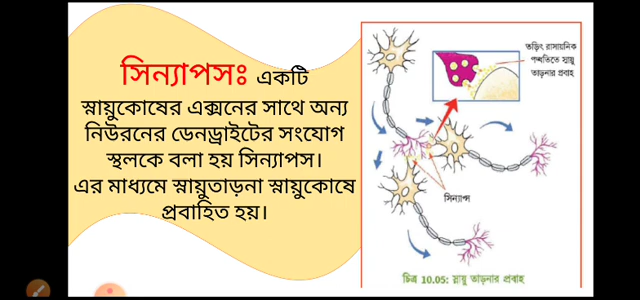 সিন্যাপসঃ একটি
স্নায়ুকোষের এক্সনের সাথে অন্য
নিউরনের ডেনড্রাইটের সংযোগ
স্থলকে বলা হয় সিন্যাপস।
এর মাধ্যমে স্নায়ুতাড়না স্নায়ুকোষে
প্রবাহিত হয়।
তড়িৎ রাসায়নিক
পদ্ধতিতে স্নায়ু
তাড়নার প্রবাহ
সিন্যাপ্স
চিত্র 10.05: স্নায়ু তাড়নার প্রবাহ